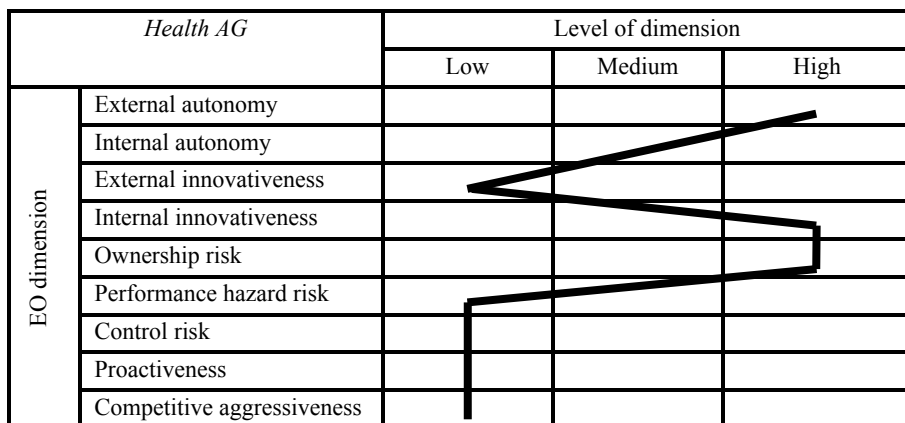 Health AG
Level of dimension
Low Medium High
EO dimension
External autonomy
Internal autonomy
External innovativeness
Internal innovativeness
Ownership risk
Performance hazard risk
Control risk
Proactiveness
Competitive aggressiveness